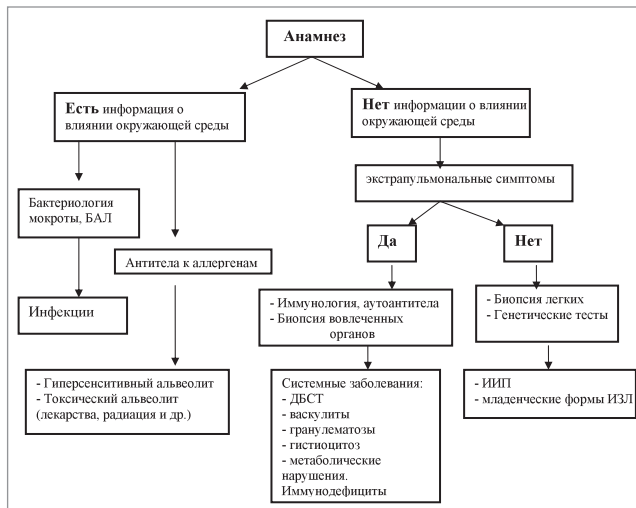 Анамнез
Есть информация о
влиянии окружающей среды
Нет информации о влиянии
окружающей среды
экстрапульмональные симптомы
Бактериология
мокроты, БАЛ
Да
Нет
Антитела к аллергенам
Инфекции
- Иммунология, аутоантитела
- Биопсия вовлеченных
органов
- Биопсия легких
- Генетические тесты
- Гиперсенситивный альвеолит
- Токсический альвеолит
(лекарства, радиация и др.)
Системные заболевания:
- ДБСТ
- васкулиты
- гранулематозы
- гистиоцитоз
- метаболические
нарушения.
Иммунодефициты
- ИИП
- младенческие формы ИЗЛ